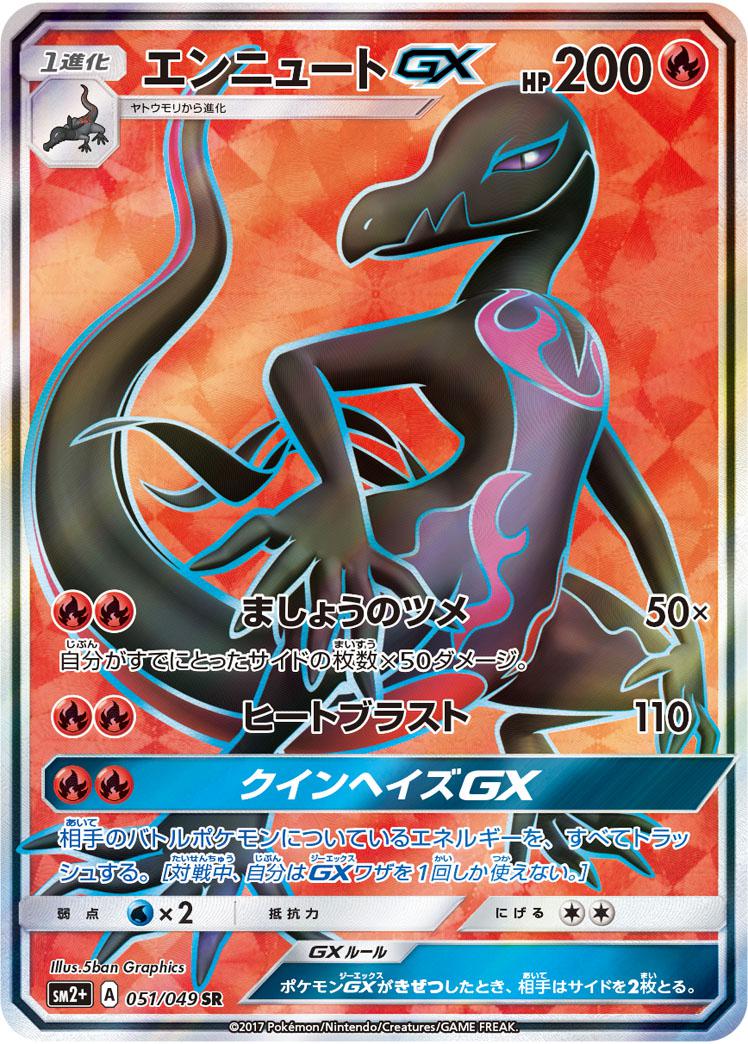 1進化
エンニュートGX
HP 200
ヤトウモリから進化
ましょうのツメ 50×
自分がすでにとったサイドの枚数×50ダメージ。
ヒートブラスト 110
クインヘイズGX
相手のバトルポケモンについているエネルギーを、すべてトラッ
シュする。[対戦中、自分はGXワザを1回しか使えない。]
弱点 ×2 抵抗力 にげる
GXルール
ポケモンGXがきぜつしたとき、相手はサイドを2枚とる。
Illus.5ban Graphics
SM2+ A 051/049 SR
©2017 Pokémon/Nintendo/Creatures/GAME FREAK.